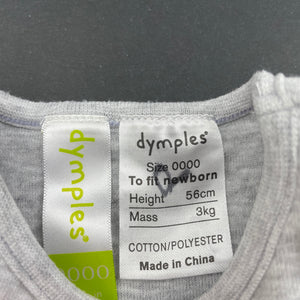 dymples
0000
dymples
Size 0000
To fit newborn
Height 56cm
Mass 3kg
COTTON/POLYESTER
Made in China